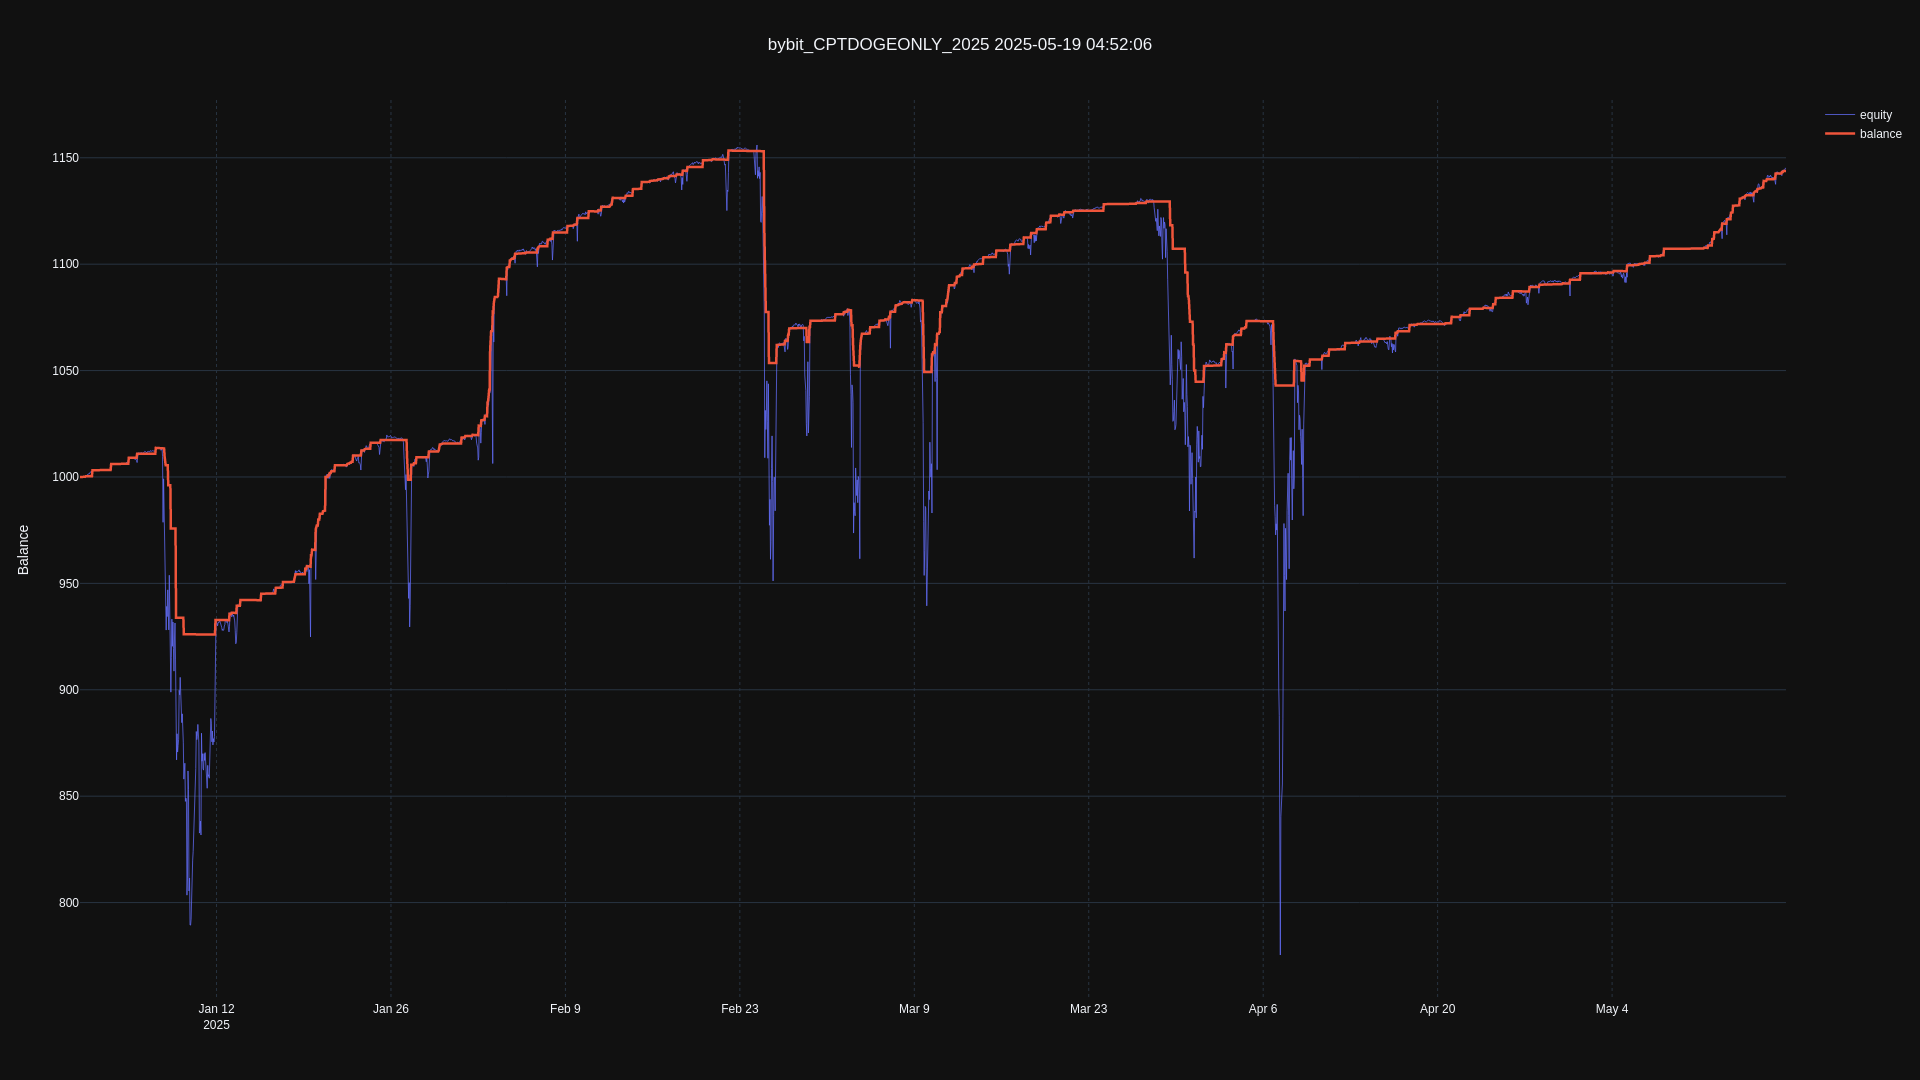 bybit_CPTDOGEONLY_2025 2025-05-19 04:52:06
equity
balance
1150
1100
1050
1000
950
900
850
800
Balance
Jan 12
2025
Jan 26
Feb 9
Feb 23
Mar 9
Mar 23
Apr 6
Apr 20
May 4